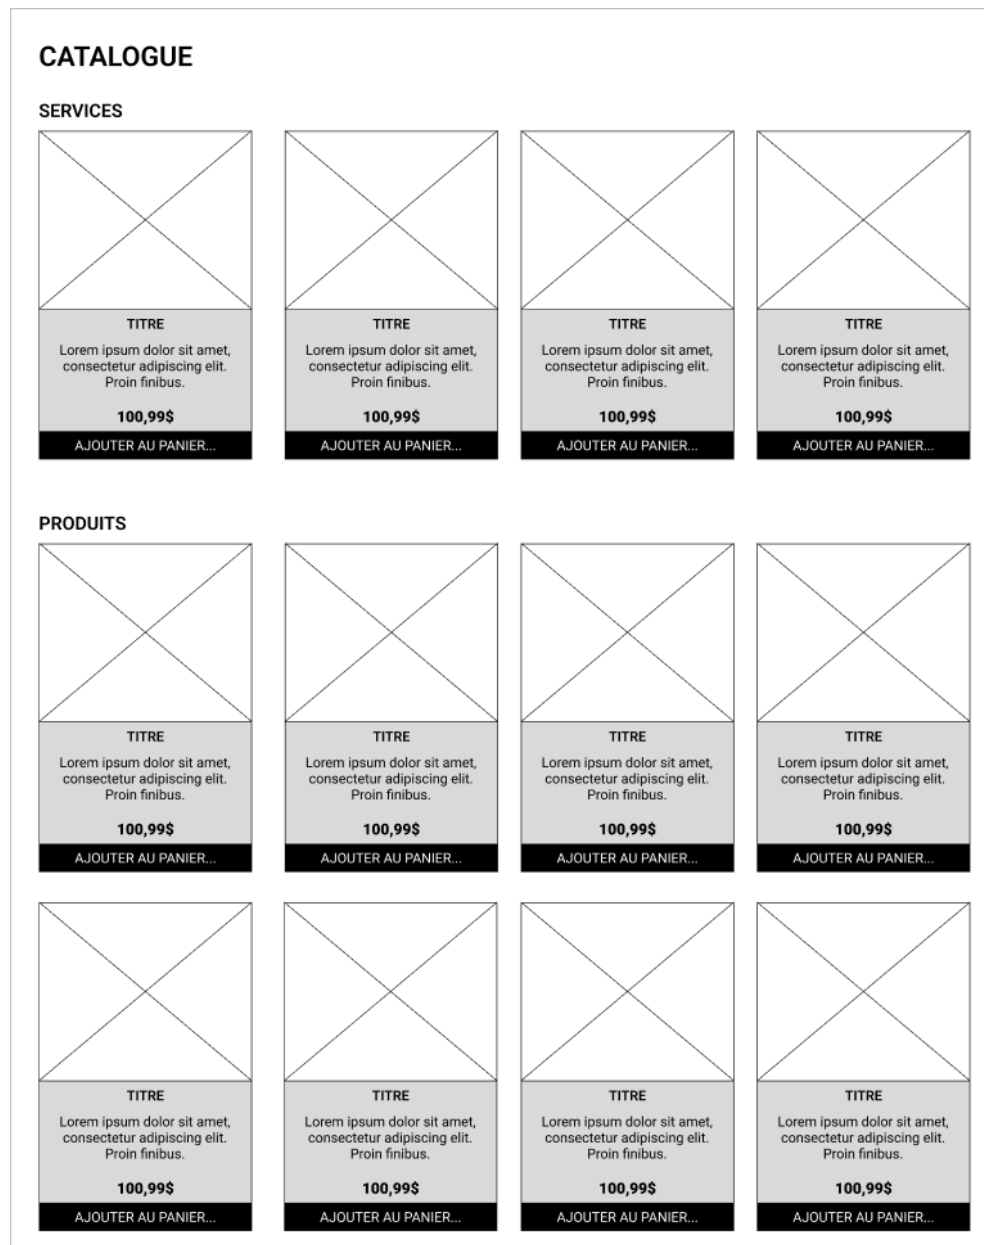 CATALOGUE
SERVICES
TITRE
Lorem ipsum dolor sit amet,
consectetur adipiscing elit.
Proin finibus.
100,99$
AJOUTER AU PANIER...
TITRE
Lorem ipsum dolor sit amet,
consectetur adipiscing elit.
Proin finibus.
100,99$
AJOUTER AU PANIER...
TITRE
Lorem ipsum dolor sit amet,
consectetur adipiscing elit.
Proin finibus.
100,99$
AJOUTER AU PANIER...
TITRE
Lorem ipsum dolor sit amet,
consectetur adipiscing elit.
Proin finibus.
100,99$
AJOUTER AU PANIER...
PRODUITS
TITRE
Lorem ipsum dolor sit amet,
consectetur adipiscing elit.
Proin finibus.
100,99$
AJOUTER AU PANIER...
TITRE
Lorem ipsum dolor sit amet,
consectetur adipiscing elit.
Proin finibus.
100,99$
AJOUTER AU PANIER...
TITRE
Lorem ipsum dolor sit amet,
consectetur adipiscing elit.
Proin finibus.
100,99$
AJOUTER AU PANIER...
TITRE
Lorem ipsum dolor sit amet,
consectetur adipiscing elit.
Proin finibus.
100,99$
AJOUTER AU PANIER...
TITRE
Lorem ipsum dolor sit amet,
consectetur adipiscing elit.
Proin finibus.
100,99$
AJOUTER AU PANIER...
TITRE
Lorem ipsum dolor sit amet,
consectetur adipiscing elit.
Proin finibus.
100,99$
AJOUTER AU PANIER...
TITRE
Lorem ipsum dolor sit amet,
consectetur adipiscing elit.
Proin finibus.
100,99$
AJOUTER AU PANIER...
TITRE
Lorem ipsum dolor sit amet,
consectetur adipiscing elit.
Proin finibus.
100,99$
AJOUTER AU PANIER...